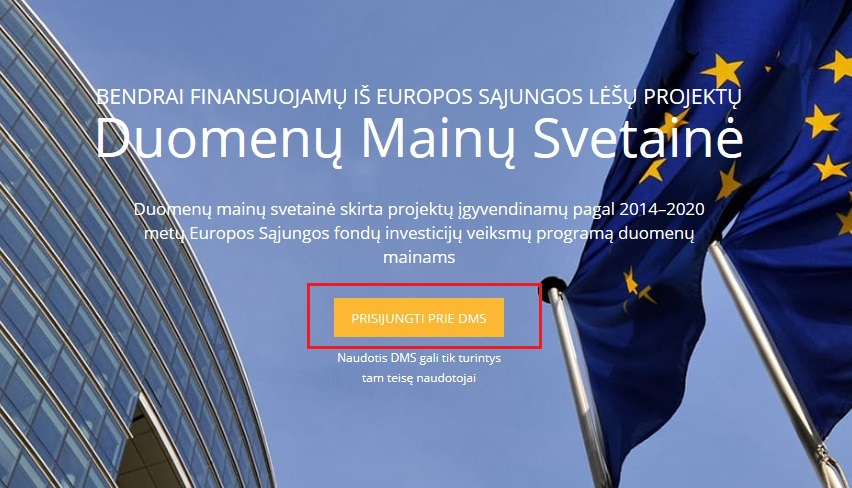 BENDRAI FINANSUOJAMŲ IŠ EUROPOS SĄJUNGOS LĖŠŲ PROJEKTŲ
Duomenų Mainų Svetainė
Duomenų mainų svetainė skirta projektų įgyvendinamų pagal 2014–2020
metų Europos Sąjungos fondų investicijų veiksmų programą duomenų
mainams
PRISIJUNGTI PRIE DMS
Naudotis DMS gali tik turintys
tam teisę naudotojai